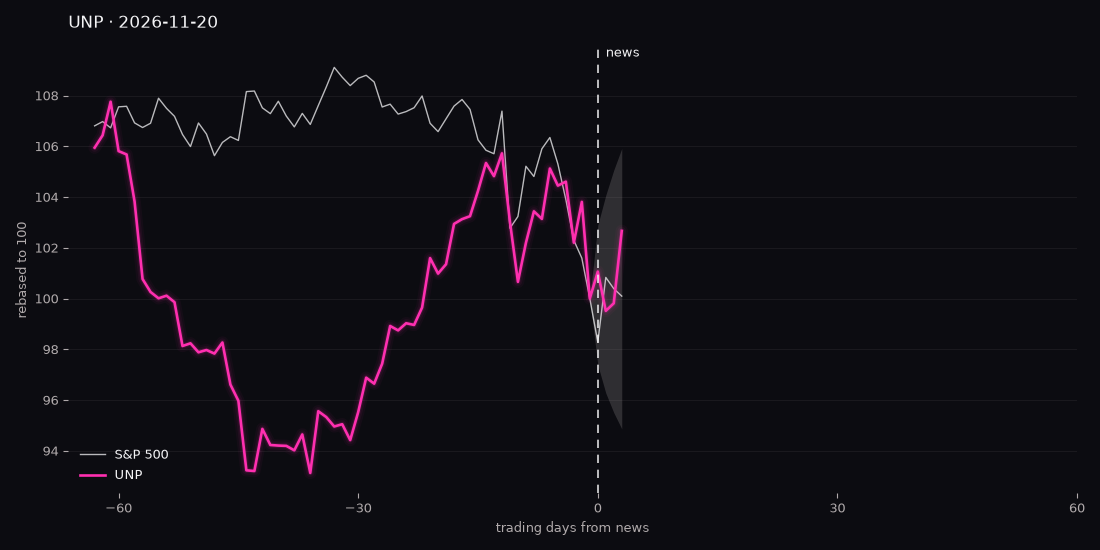 UNP · 2026-11-20
news
108
106
104
102
100
98
96
94
rebased to 100
S&P 500
UNP
−60
−30
0
30
60
trading days from news